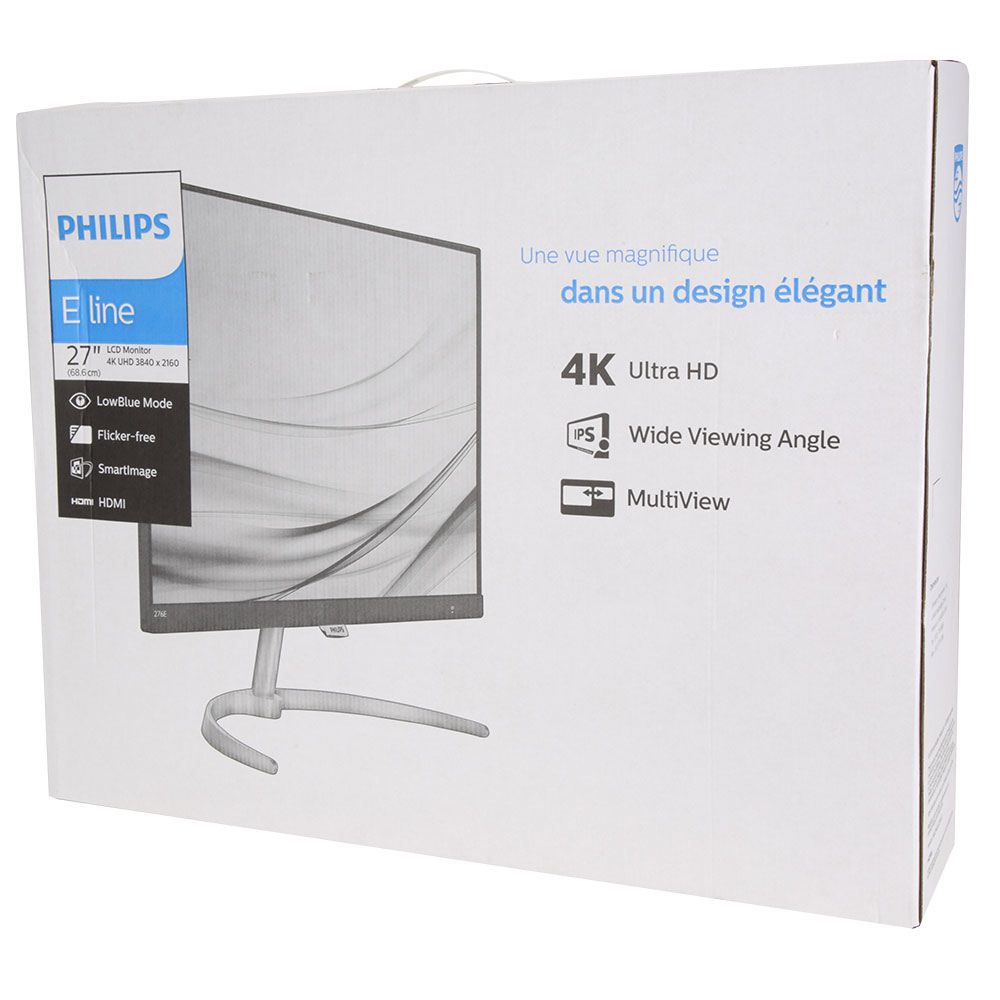 PHILIPS
E line
27"
(68.6 cm)
LCD Monitor
4K UHD 3840 x 2160
LowBlue Mode
Flicker-free
SmartImage
HDMI HDMI
276E
PHILIPS
Une vue magnifique
dans un design élégant
4K Ultra HD
IPS Wide Viewing Angle
MultiView
PHILIPS